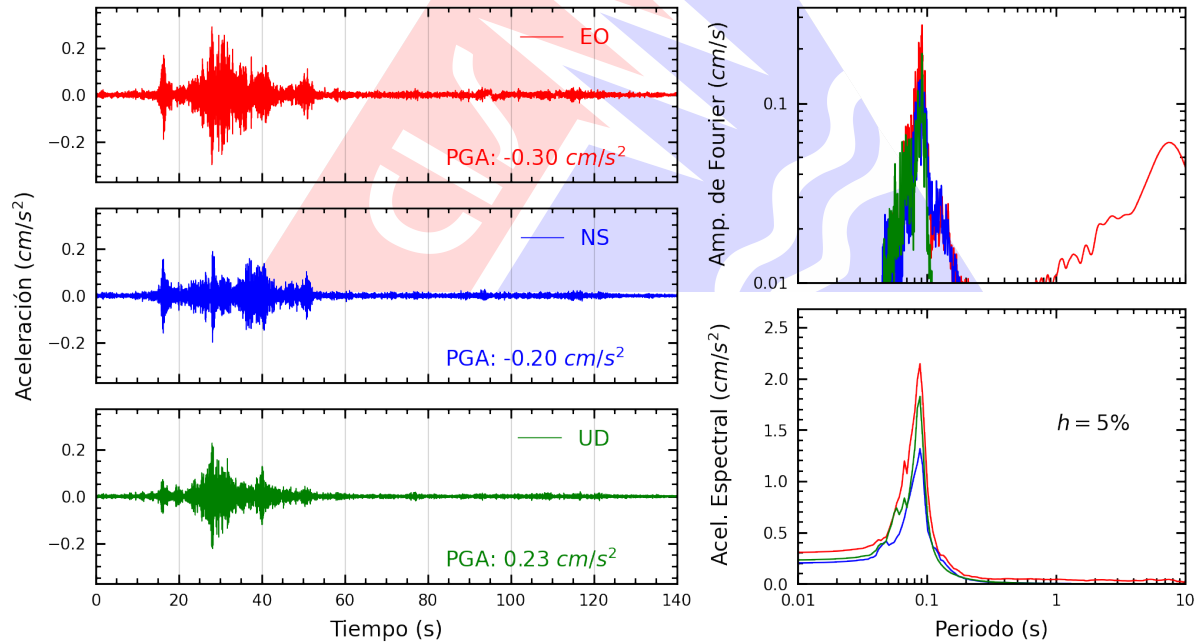 Aceleración (cm/s²)
0.2
0.0
−0.2
EO
PGA: -0.30 cm/s²
0.2
0.0
−0.2
NS
PGA: -0.20 cm/s²
0.2
0.0
−0.2
UD
PGA: 0.23 cm/s²
0 20 40 60 80 100 120 140
Tiempo (s)
Amp. de Fourier (cm/s)
0.1
0.01
Acel. Espectral (cm/s²)
2.5
2.0
1.5
1.0
0.5
0.0
h = 5%
0.01 0.1 1 10
Periodo (s)